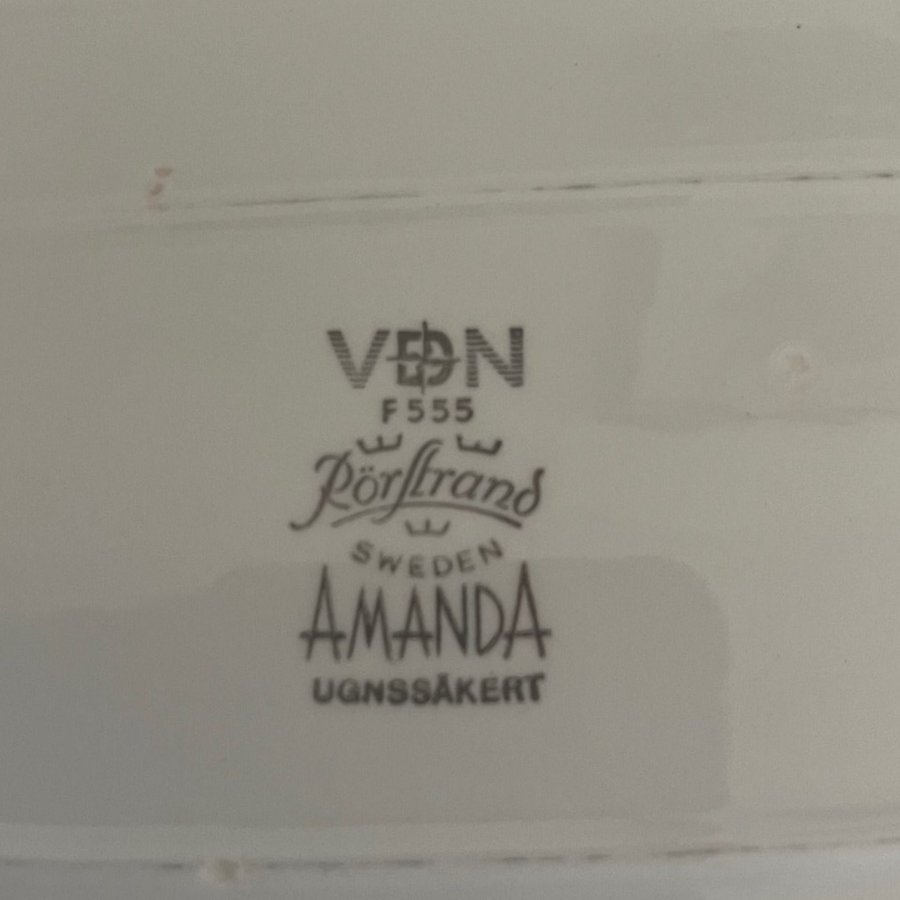 VDN
F555
Rörstrand
SWEDEN
AMANDA
UGNSSÄKERT